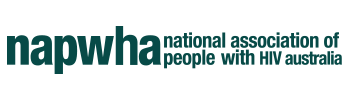 napwha
national association of
people with HIV australia